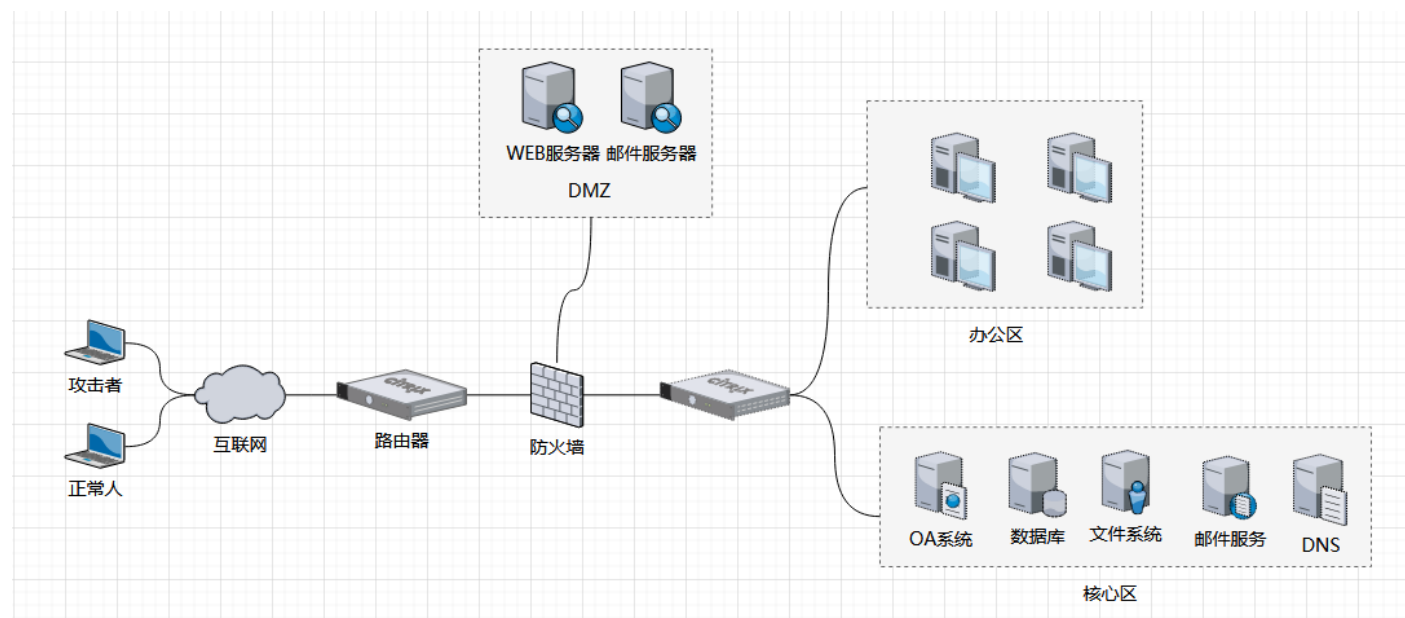 WEB服务器 邮件服务器
DMZ
办公区
攻击者
正常人
互联网
CITRIX
路由器
防火墙
CITRIX
OA系统
数据库
文件系统
邮件服务
DNS
核心区